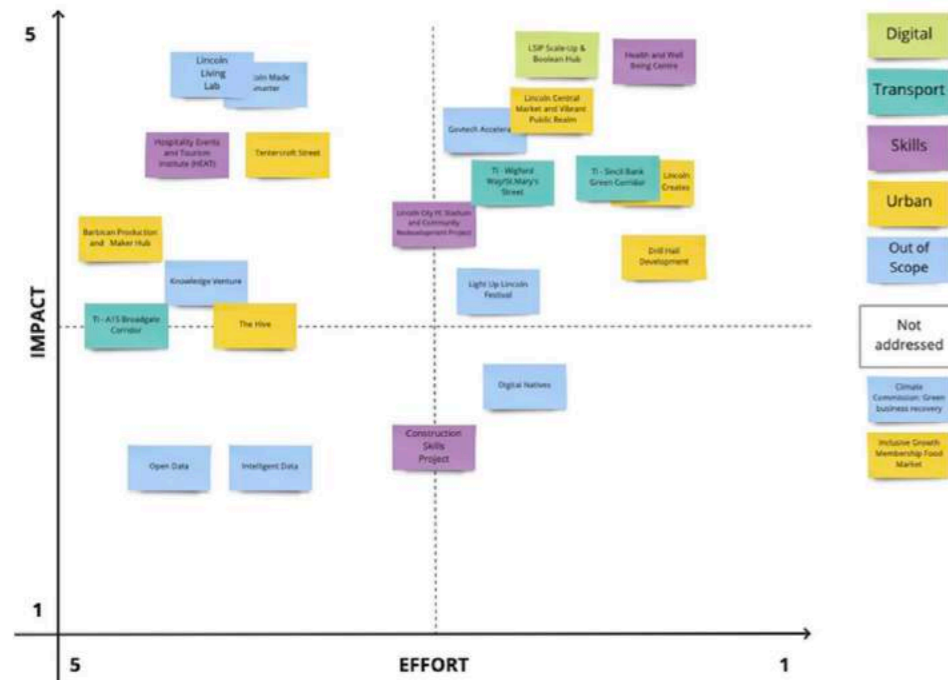 5
IMPACT
1
5
EFFORT
1
Lincoln
Living
Lab
Made
Smarter
Hospitality Events
and Tourism
Institute (HEAT)
Tentercroft Street
Barbican Production
and Maker Hub
Knowledge Venture
TI - A15 Broadgate
Corridor
The Hive
Open Data
Intelligent Data
LSIP Scale-Up &
Boolean Hub
Health and Well
Being Centre
Lincoln Central
Market and Vibrant
Public Realm
Govtech
TI - Wigford
Way/St.Mary's
Street
TI - Sincil Bank
Green Corridor
Lincoln
Creates
Lincoln City FC Stadium
and Community
Redevelopment Project
Drill Hall
Development
Light Up Lincoln
Festival
Digital Natives
Construction
Skills
Project
Digital
Transport
Skills
Urban
Out of
Scope
Not
addressed
Climate
Commission: Green
business recovery
Inclusive Growth
Membership Food
Market